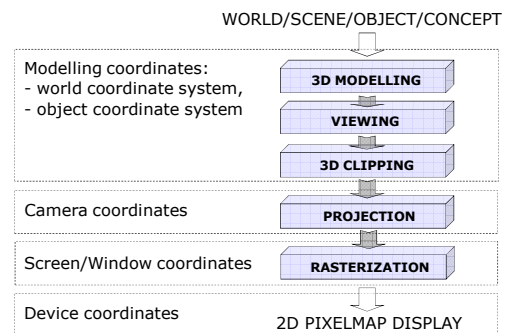 WORLD/SCENE/OBJECT/CONCEPT
Modelling coordinates:
- world coordinate system,
- object coordinate system
3D MODELLING
VIEWING
3D CLIPPING
Camera coordinates
PROJECTION
Screen/Window coordinates
RASTERIZATION
Device coordinates
2D PIXELMAP DISPLAY